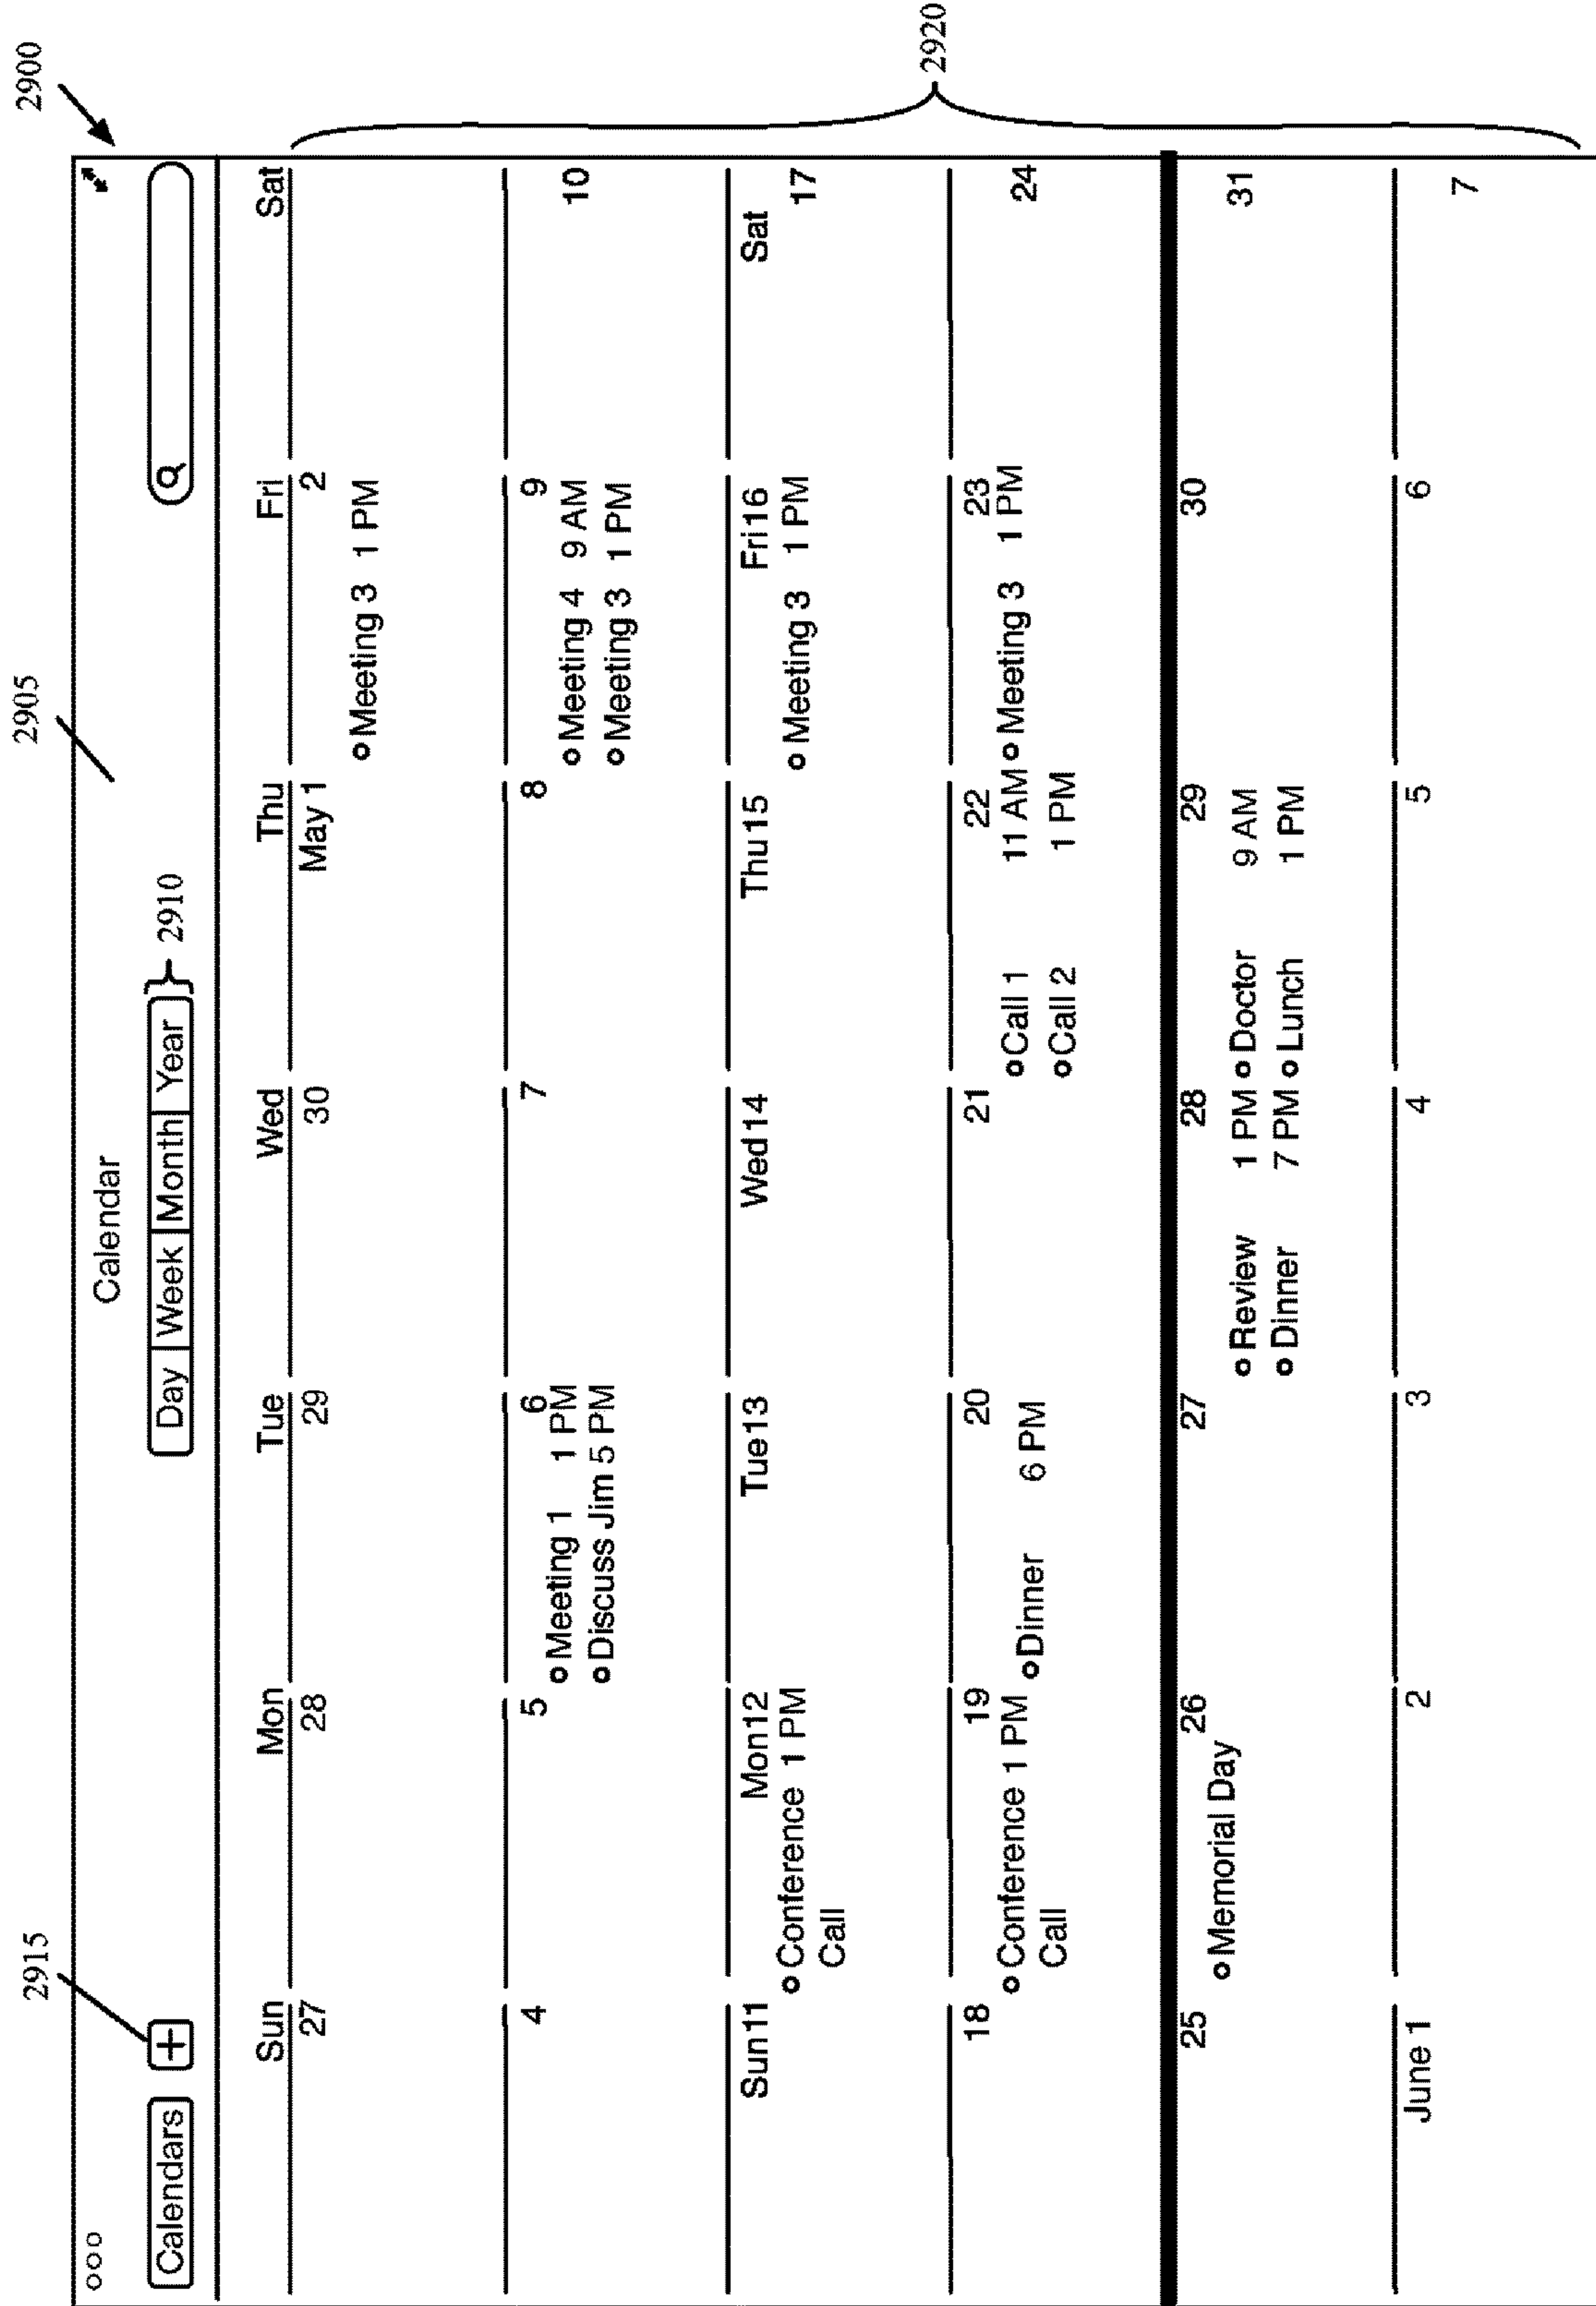 2900
2905
2915
Calendar
Calendars + Day Week Month Year 2910
Sun Mon Tue Wed Thu Fri Sat
27 28 29 30 May 1 2
Meeting 3 1 PM
2920
4 5 6 7 8 9 10
Meeting 1 1 PM Meeting 4 9 AM
Discuss Jim 5 PM Meeting 3 1 PM
Sun 11 Mon 12 Tue 13 Wed 14 Thu 15 Fri 16 Sat 17
Conference 1 PM Meeting 3 1 PM
Call
18 19 20 21 22 23 24
Conference 1 PM Dinner 6 PM Call 1 11 AM Meeting 3 1 PM
Call Call 2 1 PM
25 26 27 28 29 30 31
Memorial Day Review 1 PM Doctor 9 AM
Dinner 7 PM Lunch 1 PM
June 1 2 3 4 5 6 7